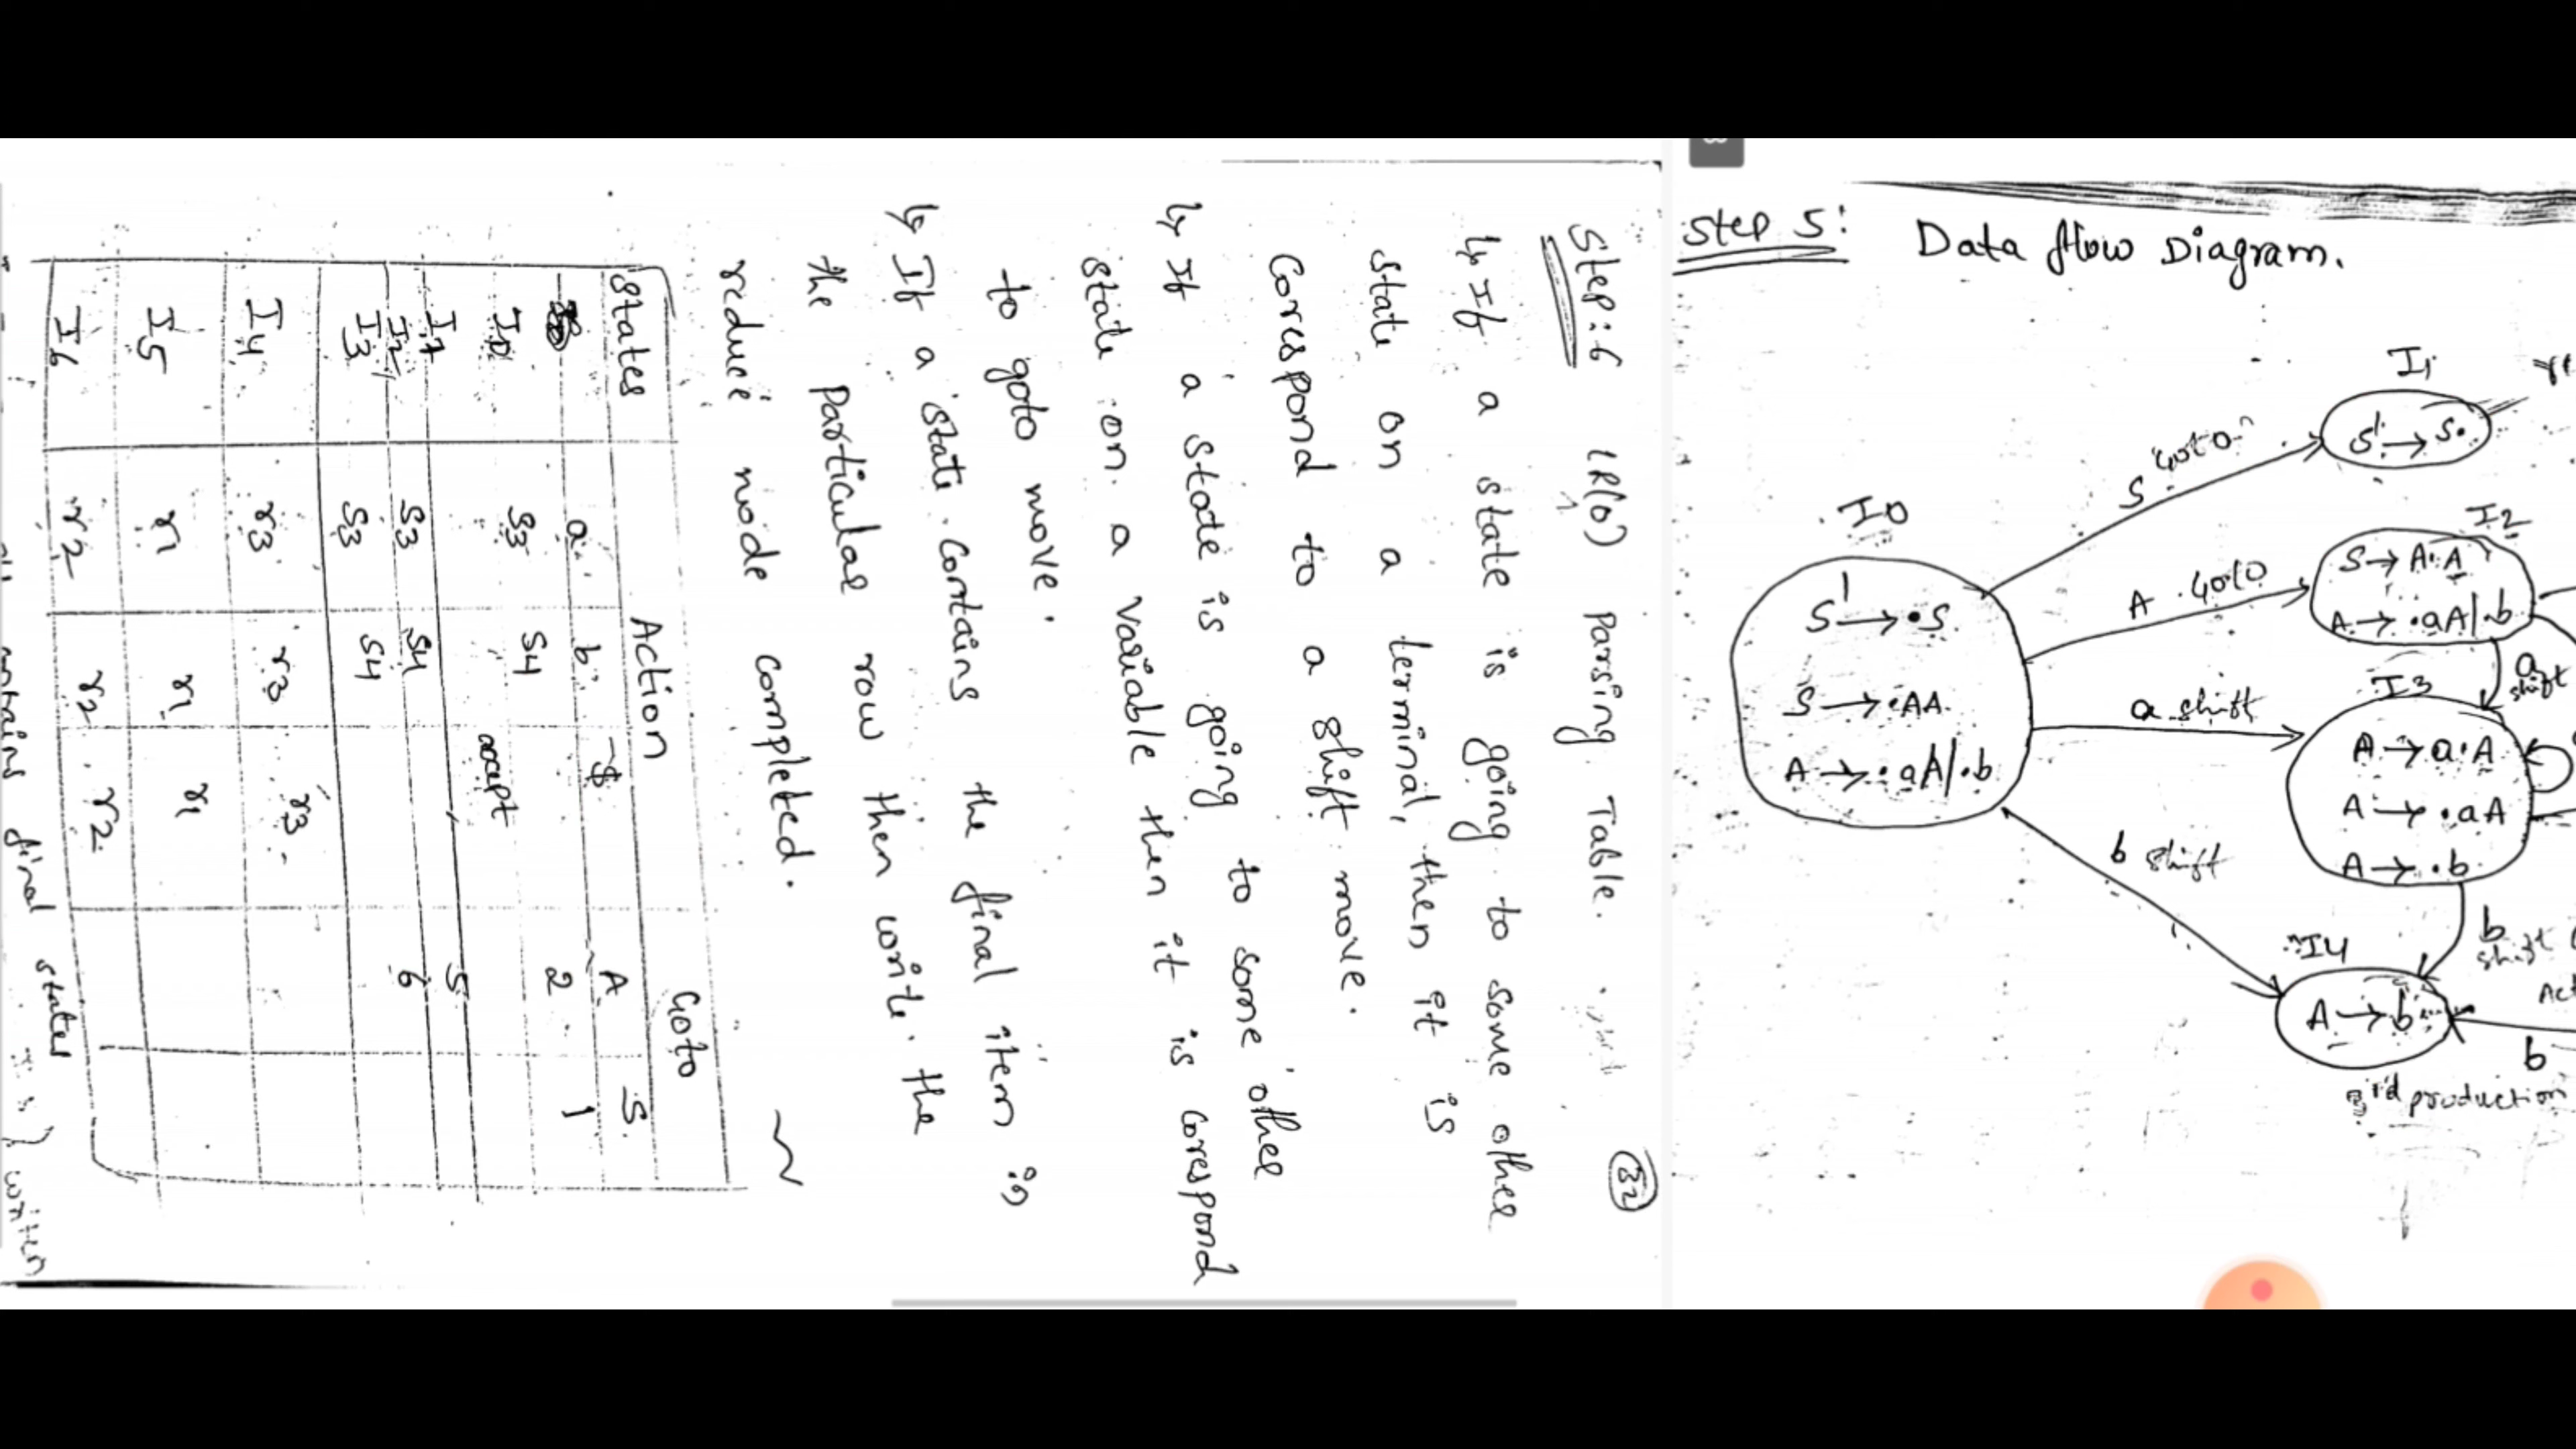 Step:6 LR(0) Parsing Table.
32
↳ If a state is going to some other
state on a terminal, then it is
Correspond to a shift move.
↳ If a state is going to some other
state on a variable then it is correspond
to goto move.
↳ If a state contains the final item in
the particular row then write the
reduce node completed.
States Action Goto
a b $ A S
I0 S3 S4 2 1
I1 accept
I2 S3 S4 5
I3 S3 S4 6
I4 r3 r3 r3
I5 r1 r1 r1
I6 r2 r2 r2
final states
written
Step 5: Data flow Diagram.
I1
S' → S.
S goto
I2
S → A.A
A → .aA|.b
A goto
I0
S' → .S
S → .AA
A → .aA|.b
a shift
a shift
I3
A → a.A
A → .aA
A → .b
b shift
b
shift
I4
A → b.
b
3rd production